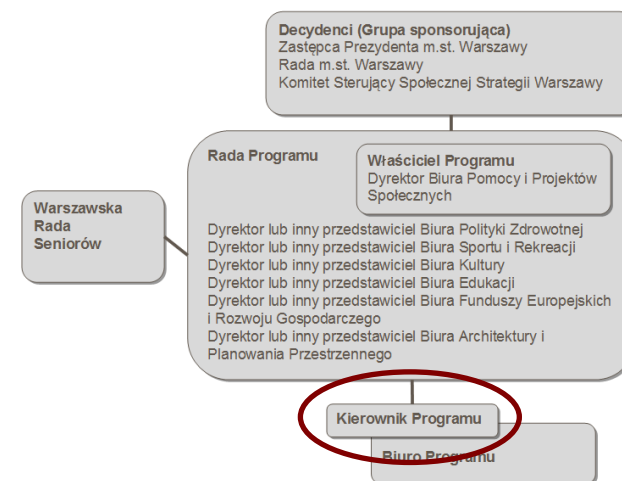 Decydenci (Grupa sponsorująca)
Zastępca Prezydenta m.st. Warszawy
Rada m.st. Warszawy
Komitet Sterujący Społecznej Strategii Warszawy
Rada Programu
Właściciel Programu
Dyrektor Biura Pomocy i Projektów
Społecznych
Warszawska
Rada
Seniorów
Dyrektor lub inny przedstawiciel Biura Polityki Zdrowotnej
Dyrektor lub inny przedstawiciel Biura Sportu i Rekreacji
Dyrektor lub inny przedstawiciel Biura Kultury
Dyrektor lub inny przedstawiciel Biura Edukacji
Dyrektor lub inny przedstawiciel Biura Funduszy Europejskich
i Rozwoju Gospodarczego
Dyrektor lub inny przedstawiciel Biura Architektury i
Planowania Przestrzennego
Kierownik Programu
Biuro Programu